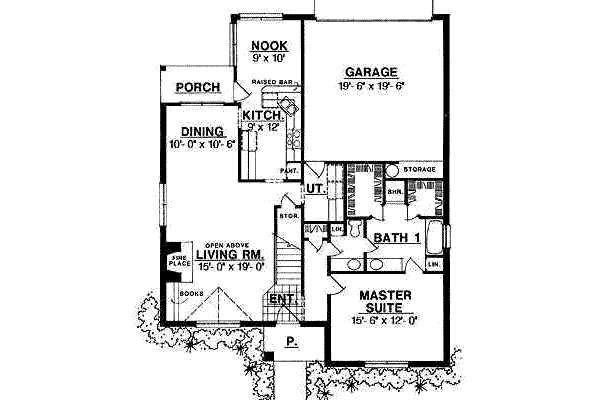 NOOK
9' x 10'
RAISED BAR
GARAGE
19'- 6" x 19'- 6"
PORCH
KITCH.
9' x 12'
DINING
10'- 0" x 10'- 6"
PANT.
STORAGE
UT.
SHR.
STOR.
LIN.
BATH 1
OPEN ABOVE
LIVING RM.
15'- 0" x 19'- 0"
FIRE
PLACE
LIN.
BOOKS
ENT.
MASTER
SUITE
15'- 6" x 12'- 0"
P.